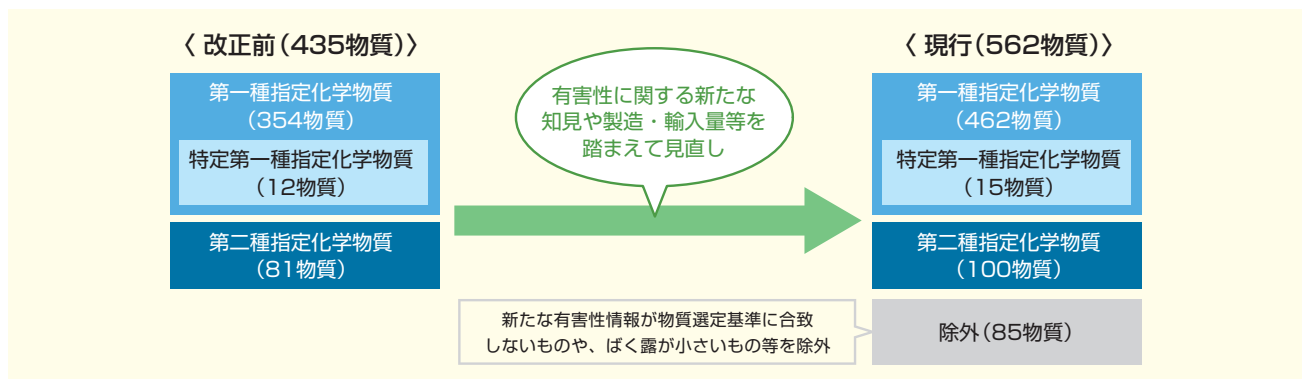 〈 改正前(435物質)〉
第一種指定化学物質
(354物質)
特定第一種指定化学物質
(12物質)
第二種指定化学物質
(81物質)
有害性に関する新たな
知見や製造・輸入量等を
踏まえて見直し
〈 現行(562物質)〉
第一種指定化学物質
(462物質)
特定第一種指定化学物質
(15物質)
第二種指定化学物質
(100物質)
新たな有害性情報が物質選定基準に合致
しないものや、ばく露が小さいもの等を除外
除外(85物質)